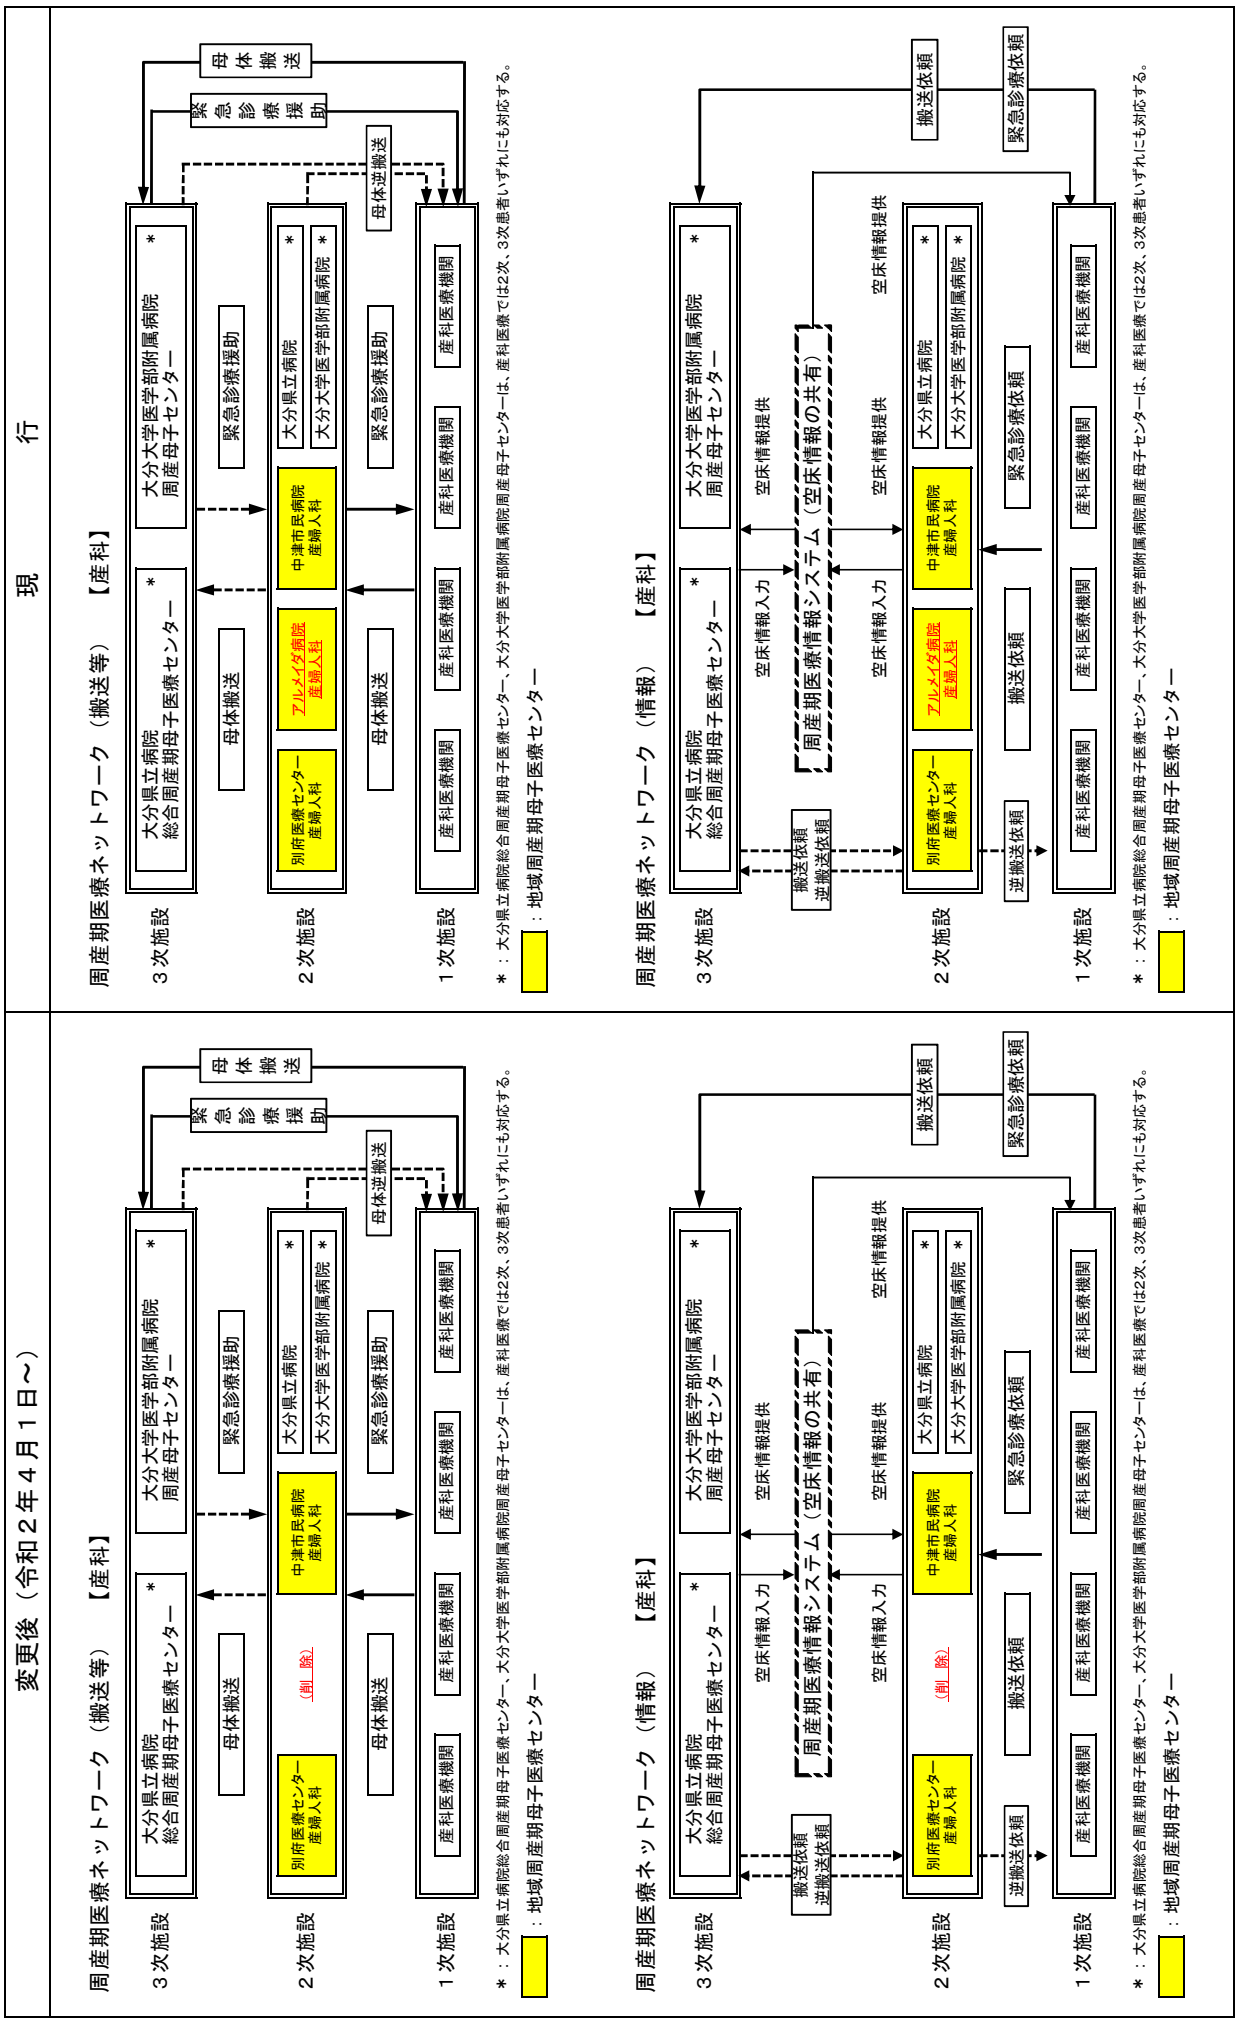 変更後（令和２年４月１日～）
周産期医療ネットワーク（搬送等）　【産科】
３次施設
大分県立病院
総合周産期母子医療センター　*
大分大学医学部附属病院
周産母子センター　*
母体搬送
緊急診療援助
２次施設
別府医療センター
産婦人科
（削　除）
中津市民病院
産婦人科
大分県立病院　*
大分大学医学部附属病院　*
母体搬送
緊急診療援助
１次施設
産科医療機関
産科医療機関
産科医療機関
産科医療機関
母体搬送
緊急診療援助
母体逆搬送
*：大分県立病院総合周産期母子医療センター、大分大学医学部附属病院周産母子センターは、産科医療では2次、3次患者いずれにも対応する。
：地域周産期母子医療センター
周産期医療ネットワーク（情報）　【産科】
３次施設
大分県立病院
総合周産期母子医療センター　*
大分大学医学部附属病院
周産母子センター　*
空床情報入力
空床情報提供
搬送依頼
逆搬送依頼
周産期医療情報システム（空床情報の共有）
空床情報入力
空床情報提供
空床情報提供
２次施設
別府医療センター
産婦人科
（削　除）
中津市民病院
産婦人科
大分県立病院　*
大分大学医学部附属病院　*
逆搬送依頼
搬送依頼
緊急診療依頼
１次施設
産科医療機関
産科医療機関
産科医療機関
産科医療機関
搬送依頼
緊急診療依頼
*：大分県立病院総合周産期母子医療センター、大分大学医学部附属病院周産母子センターは、産科医療では2次、3次患者いずれにも対応する。
：地域周産期母子医療センター
現　　　行
周産期医療ネットワーク（搬送等）　【産科】
３次施設
大分県立病院
総合周産期母子医療センター　*
大分大学医学部附属病院
周産母子センター　*
母体搬送
緊急診療援助
２次施設
別府医療センター
産婦人科
アルメイダ病院
産婦人科
中津市民病院
産婦人科
大分県立病院　*
大分大学医学部附属病院　*
母体搬送
緊急診療援助
１次施設
産科医療機関
産科医療機関
産科医療機関
産科医療機関
母体搬送
緊急診療援助
母体逆搬送
*：大分県立病院総合周産期母子医療センター、大分大学医学部附属病院周産母子センターは、産科医療では2次、3次患者いずれにも対応する。
：地域周産期母子医療センター
周産期医療ネットワーク（情報）　【産科】
３次施設
大分県立病院
総合周産期母子医療センター　*
大分大学医学部附属病院
周産母子センター　*
空床情報入力
空床情報提供
搬送依頼
逆搬送依頼
周産期医療情報システム（空床情報の共有）
空床情報入力
空床情報提供
空床情報提供
２次施設
別府医療センター
産婦人科
アルメイダ病院
産婦人科
中津市民病院
産婦人科
大分県立病院　*
大分大学医学部附属病院　*
逆搬送依頼
搬送依頼
緊急診療依頼
１次施設
産科医療機関
産科医療機関
産科医療機関
産科医療機関
搬送依頼
緊急診療依頼
*：大分県立病院総合周産期母子医療センター、大分大学医学部附属病院周産母子センターは、産科医療では2次、3次患者いずれにも対応する。
：地域周産期母子医療センター